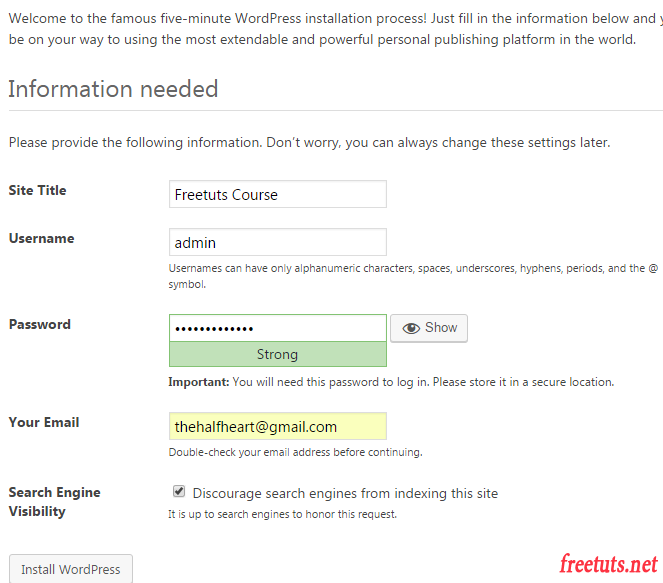 Welcome to the famous five-minute WordPress installation process! Just fill in the information below and
be on your way to using the most extendable and powerful personal publishing platform in the world.
Information needed
Please provide the following information. Don't worry, you can always change these settings later.
Site Title
Freetuts Course
Username
admin
Usernames can have only alphanumeric characters, spaces, underscores, hyphens, periods, and the @
symbol.
Password
•••••••••••••
Show
Strong
Important: You will need this password to log in. Please store it in a secure location.
Your Email
thehalfheart@gmail.com
Double-check your email address before continuing.
Search Engine
Visibility
Discourage search engines from indexing this site
It is up to search engines to honor this request.
Install WordPress
freetuts.net